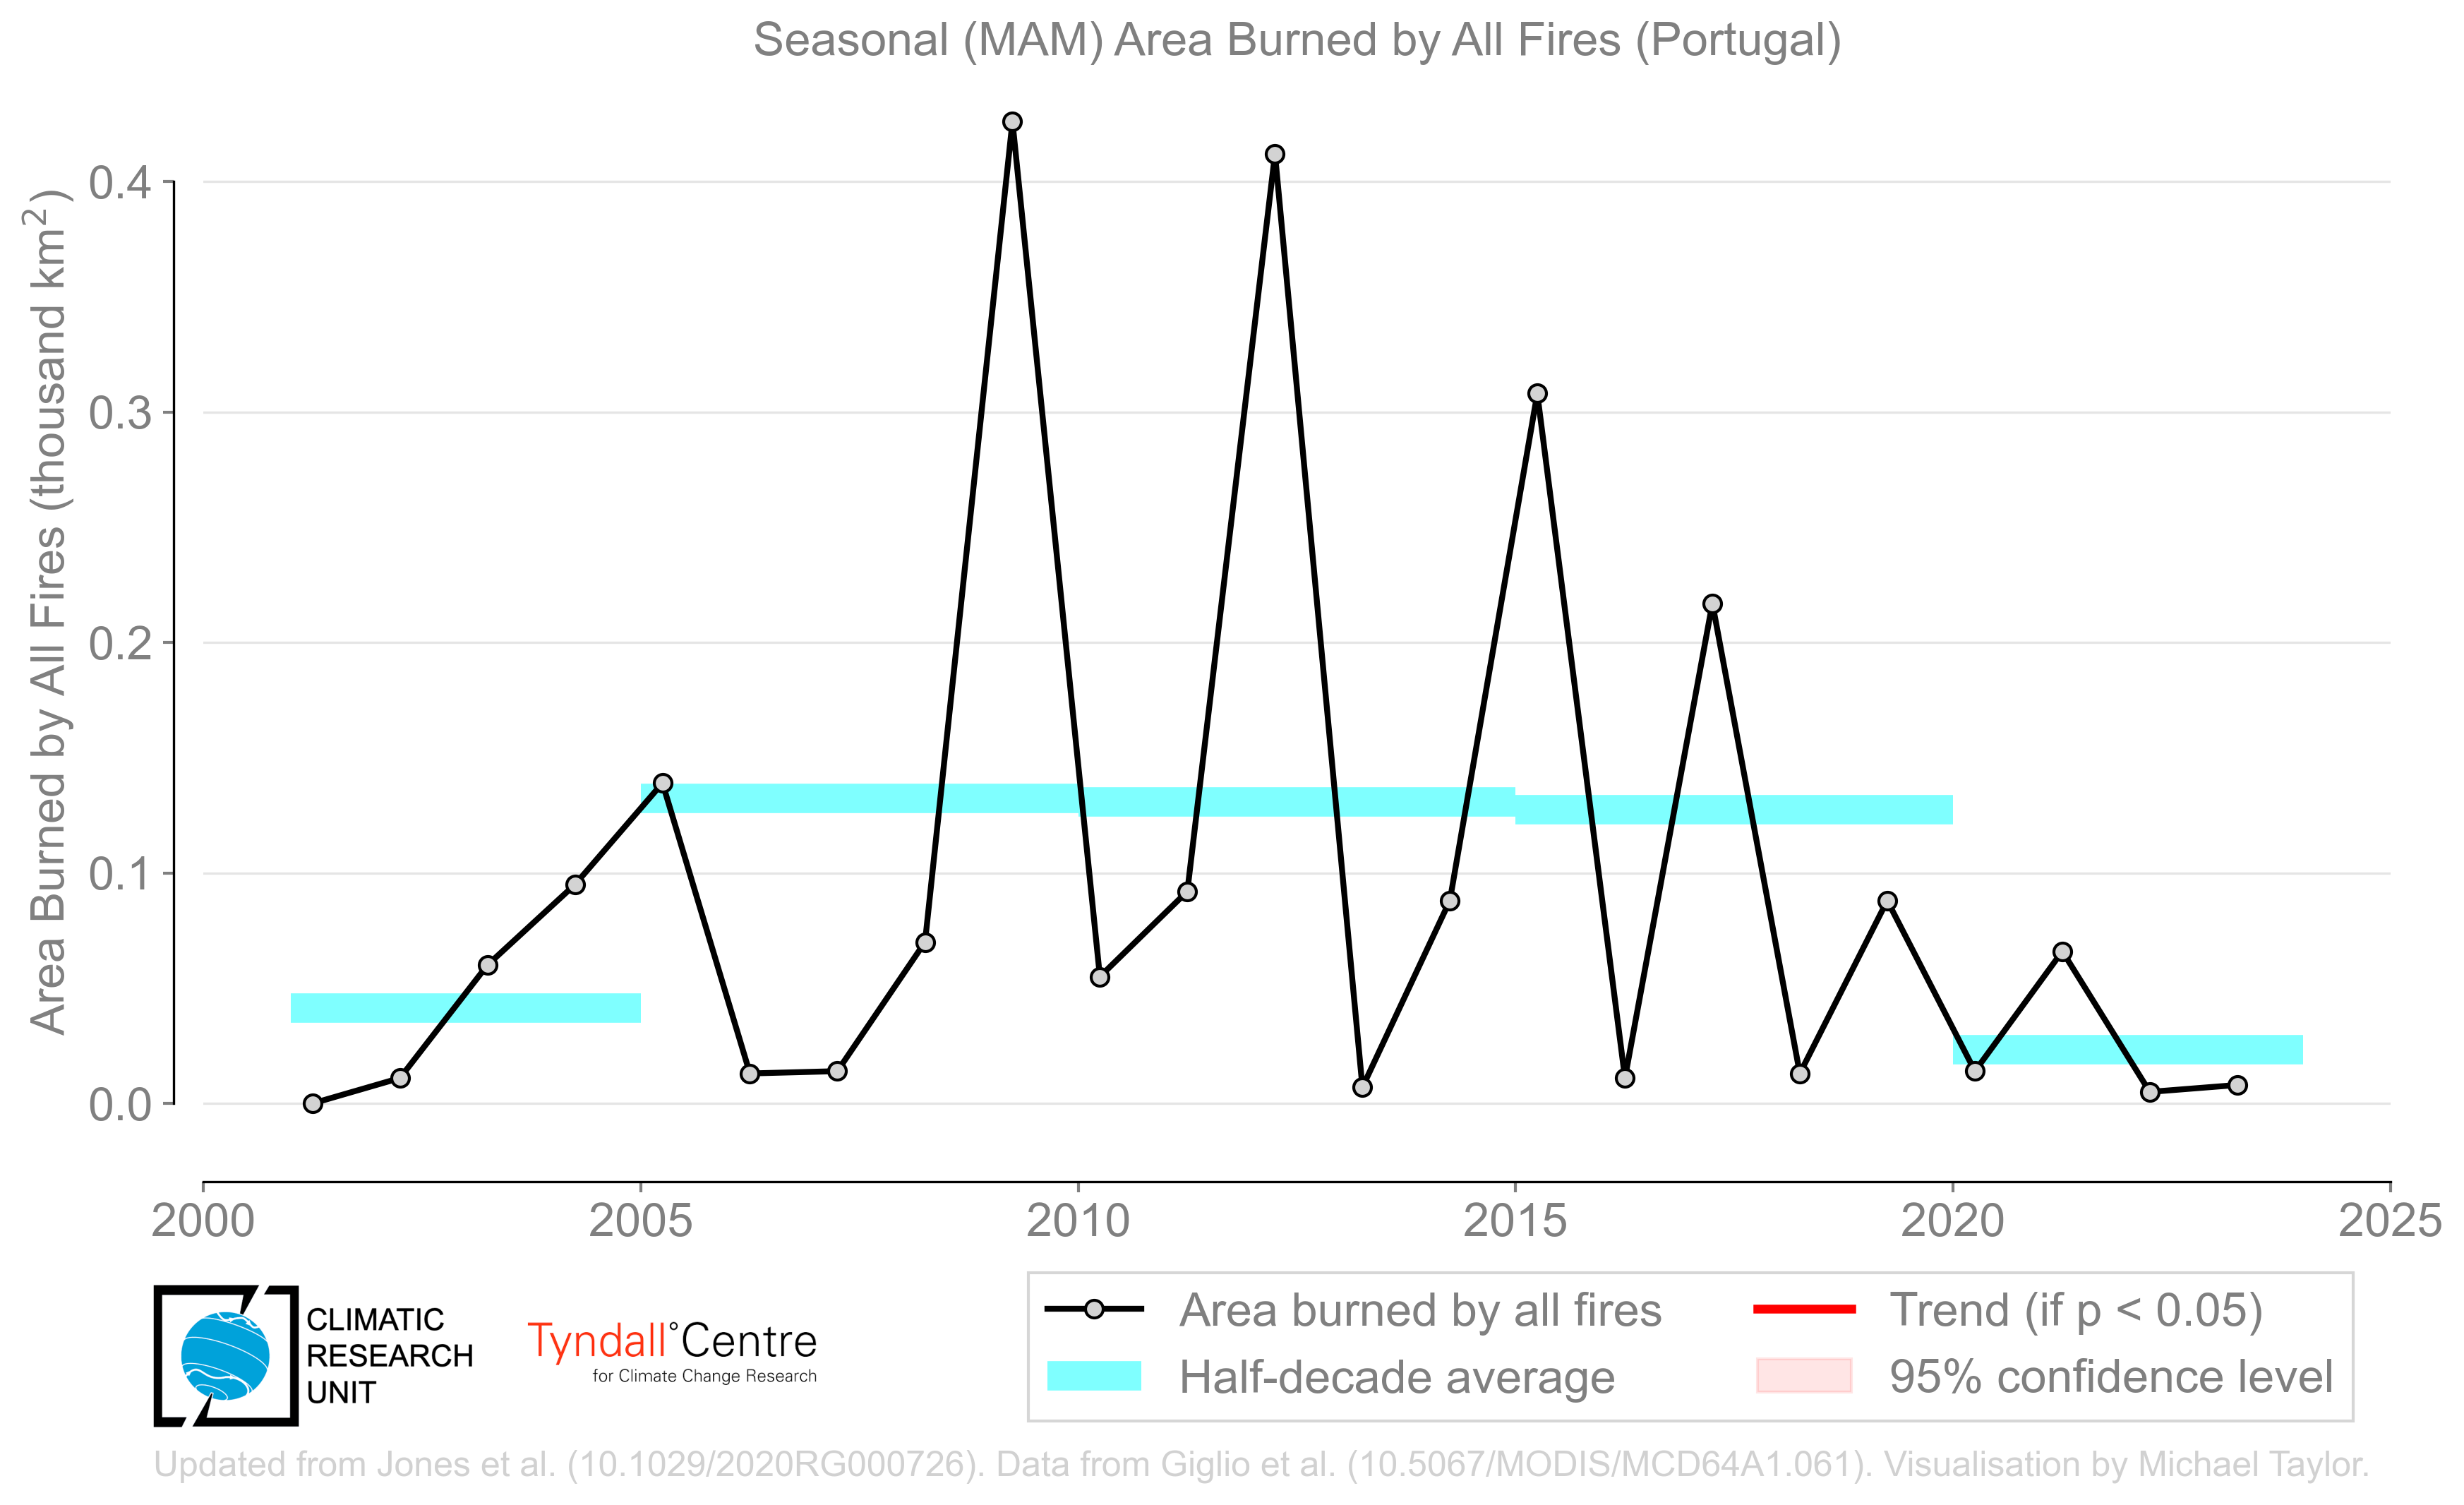 Seasonal (MAM) Area Burned by All Fires (Portugal)
Area Burned by All Fires (thousand km²)
0.4
0.3
0.2
0.1
0.0
2000 2005 2010 2015 2020 2025
CLIMATIC
RESEARCH
UNIT
Tyndall°Centre
for Climate Change Research
Area burned by all fires
Half-decade average
Trend (if p < 0.05)
95% confidence level
Updated from Jones et al. (10.1029/2020RG000726). Data from Giglio et al. (10.5067/MODIS/MCD64A1.061). Visualisation by Michael Taylor.